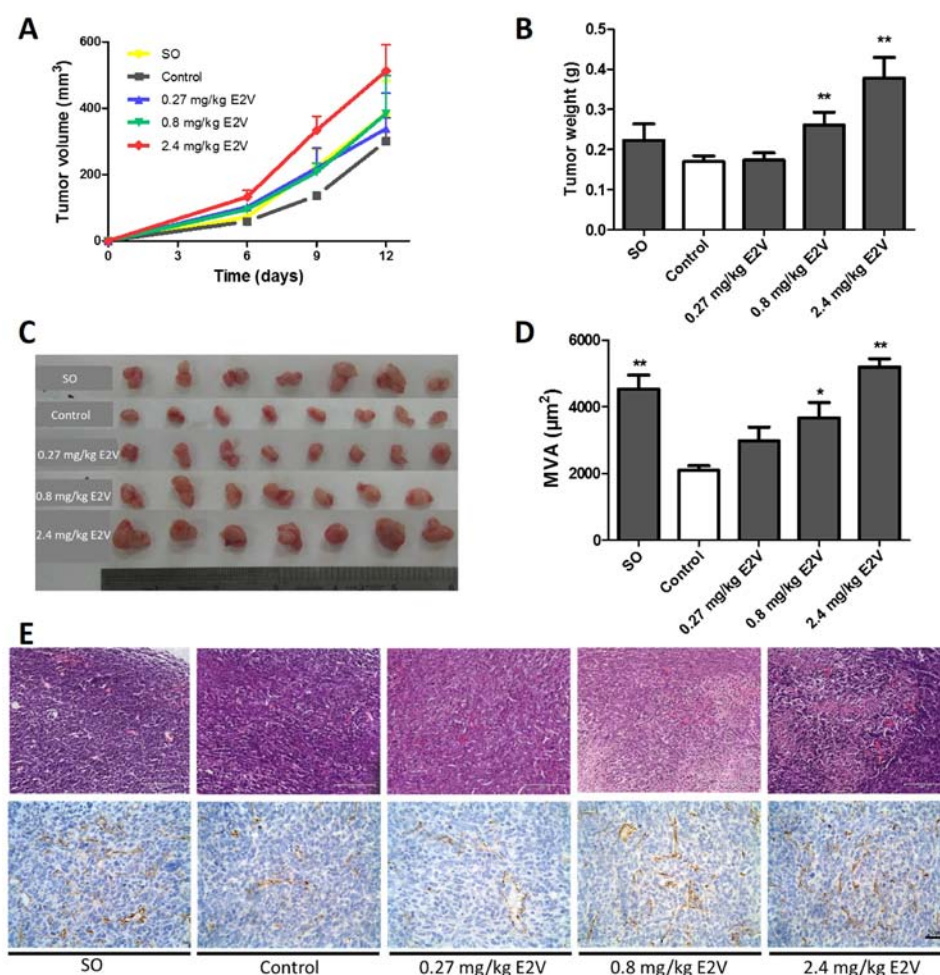 A
Tumor volume (mm³)
600
400
200
0
0
3
6
9
12
Time (days)
SO
Control
0.27 mg/kg E2V
0.8 mg/kg E2V
2.4 mg/kg E2V
B
Tumor weight (g)
0.5
0.4
0.3
0.2
0.1
0.0
**
**
SO
Control
0.27 mg/kg E2V
0.8 mg/kg E2V
2.4 mg/kg E2V
C
SO
Control
0.27 mg/kg E2V
0.8 mg/kg E2V
2.4 mg/kg E2V
D
MVA (µm²)
6000
4000
2000
0
**
*
**
SO
Control
0.27 mg/kg E2V
0.8 mg/kg E2V
2.4 mg/kg E2V
E
SO
Control
0.27 mg/kg E2V
0.8 mg/kg E2V
2.4 mg/kg E2V